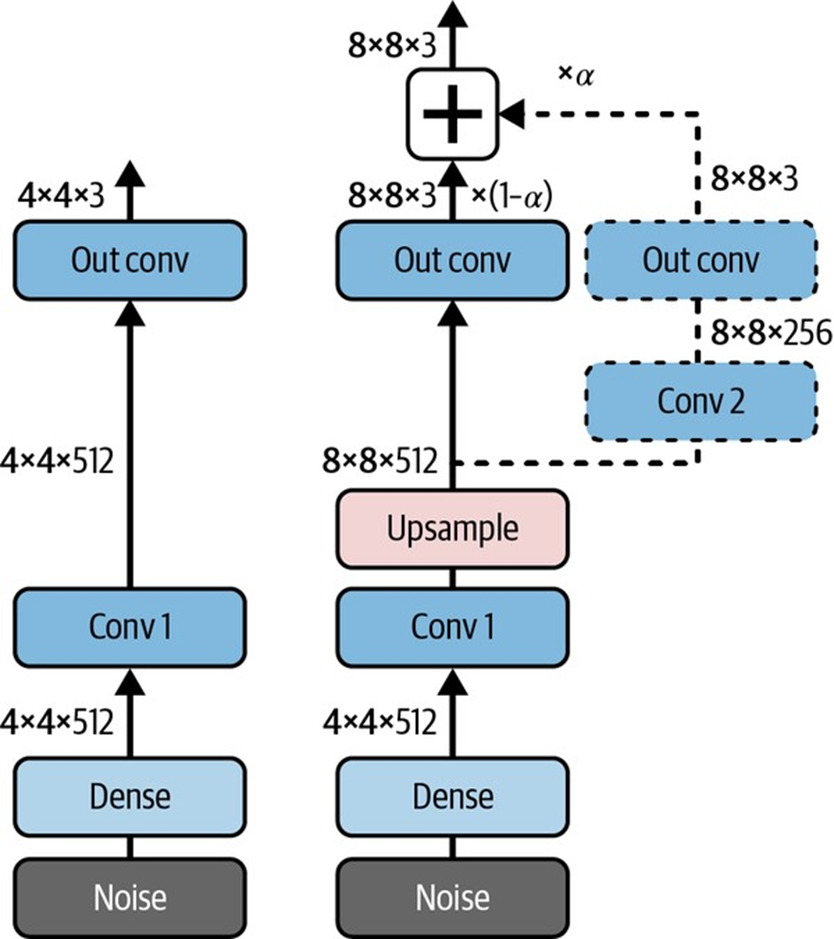 4×4×3
Out conv
4×4×512
Conv 1
4×4×512
Dense
Noise
8×8×3
×α
8×8×3 ×(1-α)
8×8×3
Out conv
Out conv
8×8×256
Conv 2
8×8×512
Upsample
Conv 1
4×4×512
Dense
Noise